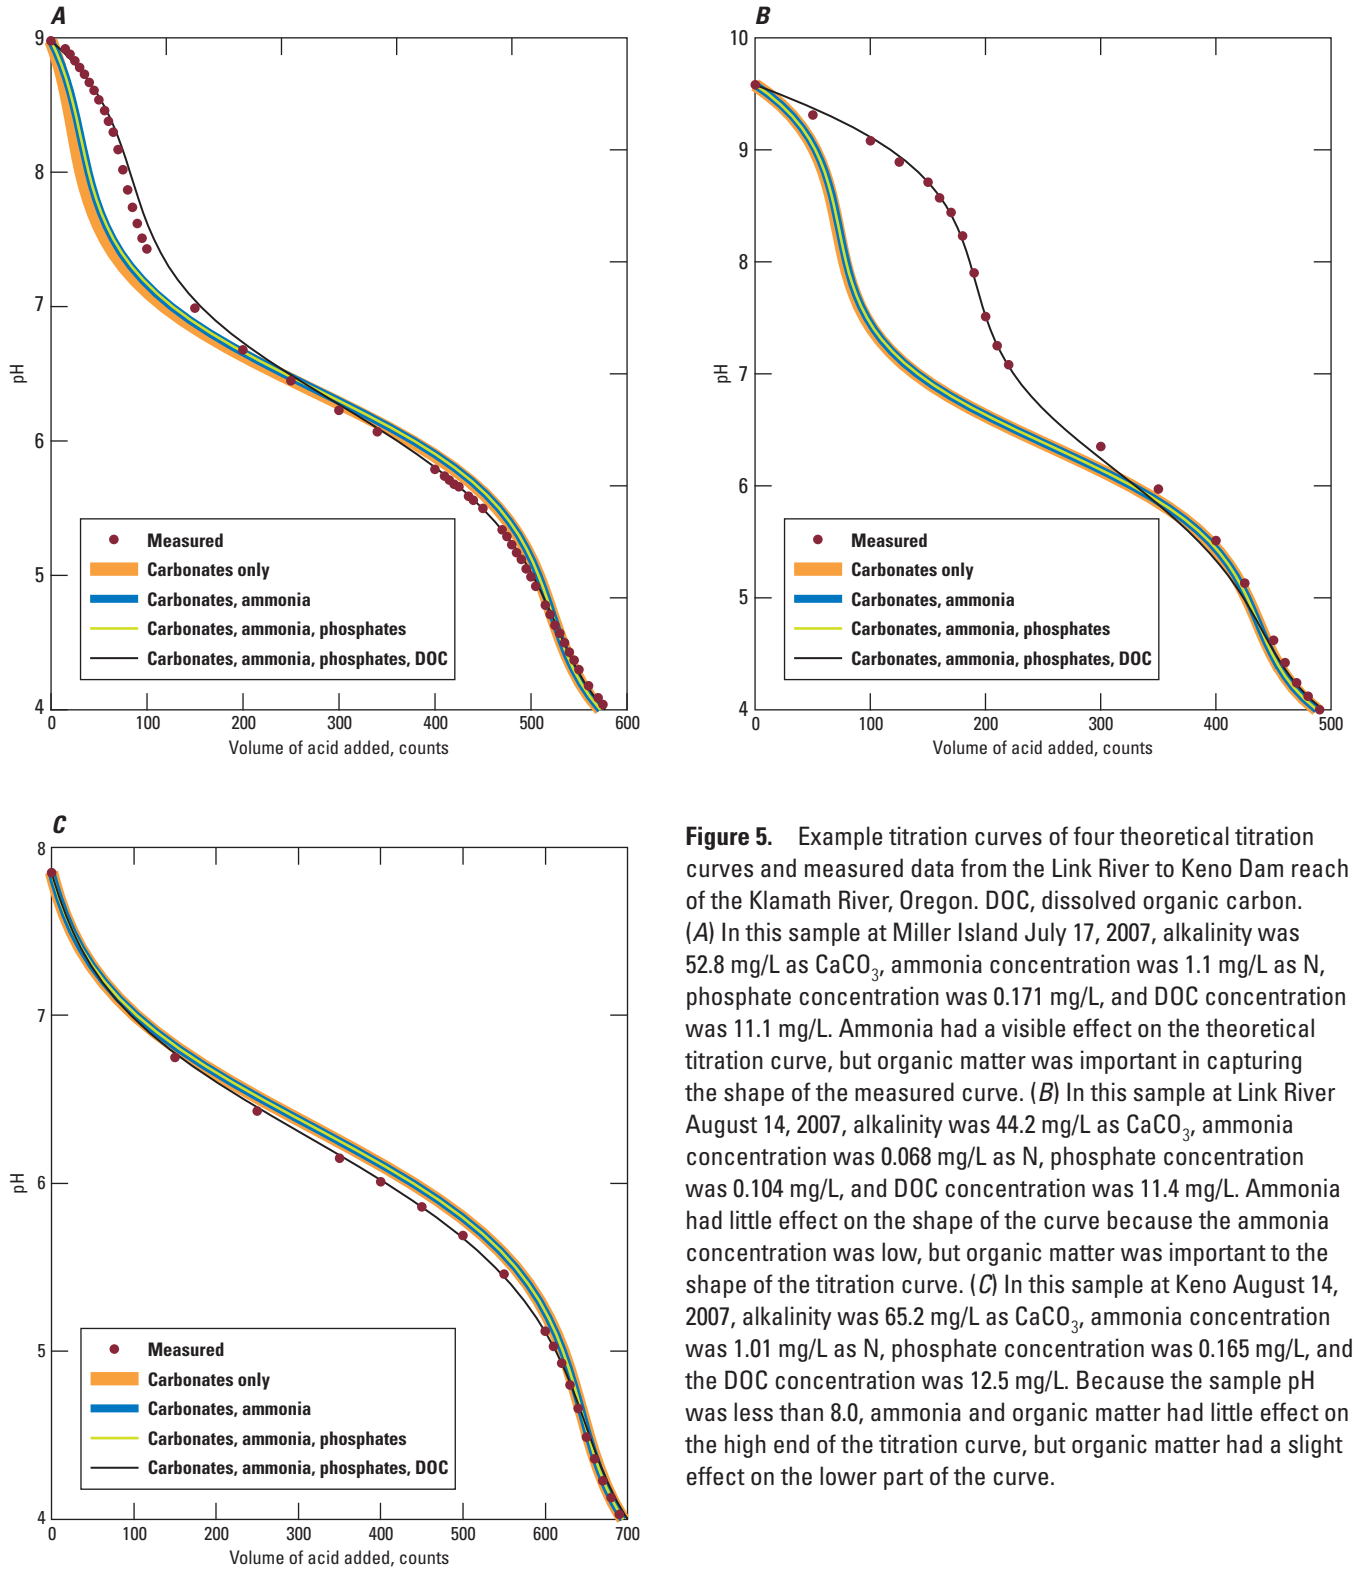 A
9
8
7
6
5
4
pH
Measured
Carbonates only
Carbonates, ammonia
Carbonates, ammonia, phosphates
Carbonates, ammonia, phosphates, DOC
0 100 200 300 400 500 600
Volume of acid added, counts
B
10
9
8
7
6
5
4
pH
Measured
Carbonates only
Carbonates, ammonia
Carbonates, ammonia, phosphates
Carbonates, ammonia, phosphates, DOC
0 100 200 300 400 500
Volume of acid added, counts
C
8
7
6
5
4
pH
Measured
Carbonates only
Carbonates, ammonia
Carbonates, ammonia, phosphates
Carbonates, ammonia, phosphates, DOC
0 100 200 300 400 500 600 700
Volume of acid added, counts
Figure 5. Example titration curves of four theoretical titration
curves and measured data from the Link River to Keno Dam reach
of the Klamath River, Oregon. DOC, dissolved organic carbon.
(A) In this sample at Miller Island July 17, 2007, alkalinity was
52.8 mg/L as CaCO₃, ammonia concentration was 1.1 mg/L as N,
phosphate concentration was 0.171 mg/L, and DOC concentration
was 11.1 mg/L. Ammonia had a visible effect on the theoretical
titration curve, but organic matter was important in capturing
the shape of the measured curve. (B) In this sample at Link River
August 14, 2007, alkalinity was 44.2 mg/L as CaCO₃, ammonia
concentration was 0.068 mg/L as N, phosphate concentration
was 0.104 mg/L, and DOC concentration was 11.4 mg/L. Ammonia
had little effect on the shape of the curve because the ammonia
concentration was low, but organic matter was important to the
shape of the titration curve. (C) In this sample at Keno August 14,
2007, alkalinity was 65.2 mg/L as CaCO₃, ammonia concentration
was 1.01 mg/L as N, phosphate concentration was 0.165 mg/L, and
the DOC concentration was 12.5 mg/L. Because the sample pH
was less than 8.0, ammonia and organic matter had little effect on
the high end of the titration curve, but organic matter had a slight
effect on the lower part of the curve.